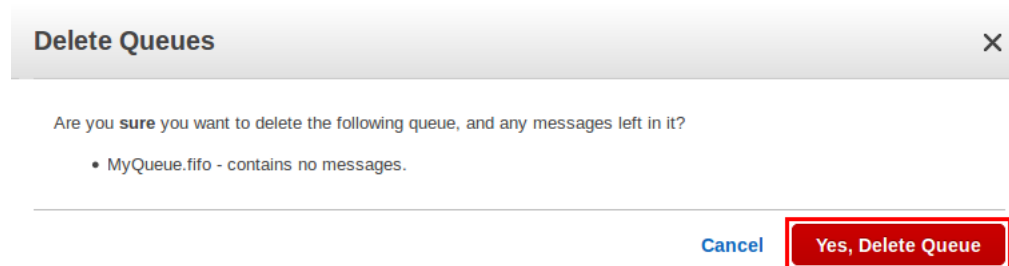 Delete Queues
Are you sure you want to delete the following queue, and any messages left in it?
• MyQueue.fifo - contains no messages.
Cancel
Yes, Delete Queue